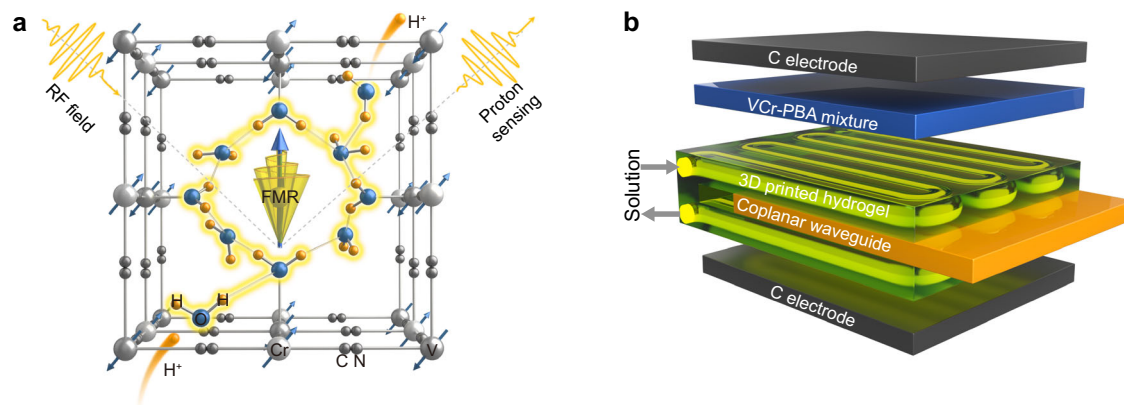 a
H⁺
RF field
Proton
sensing
FMR
H H
O
Cr
C N
V
H⁺
b
C electrode
VCr-PBA mixture
Solution
3D printed hydrogel
Coplanar waveguide
C electrode